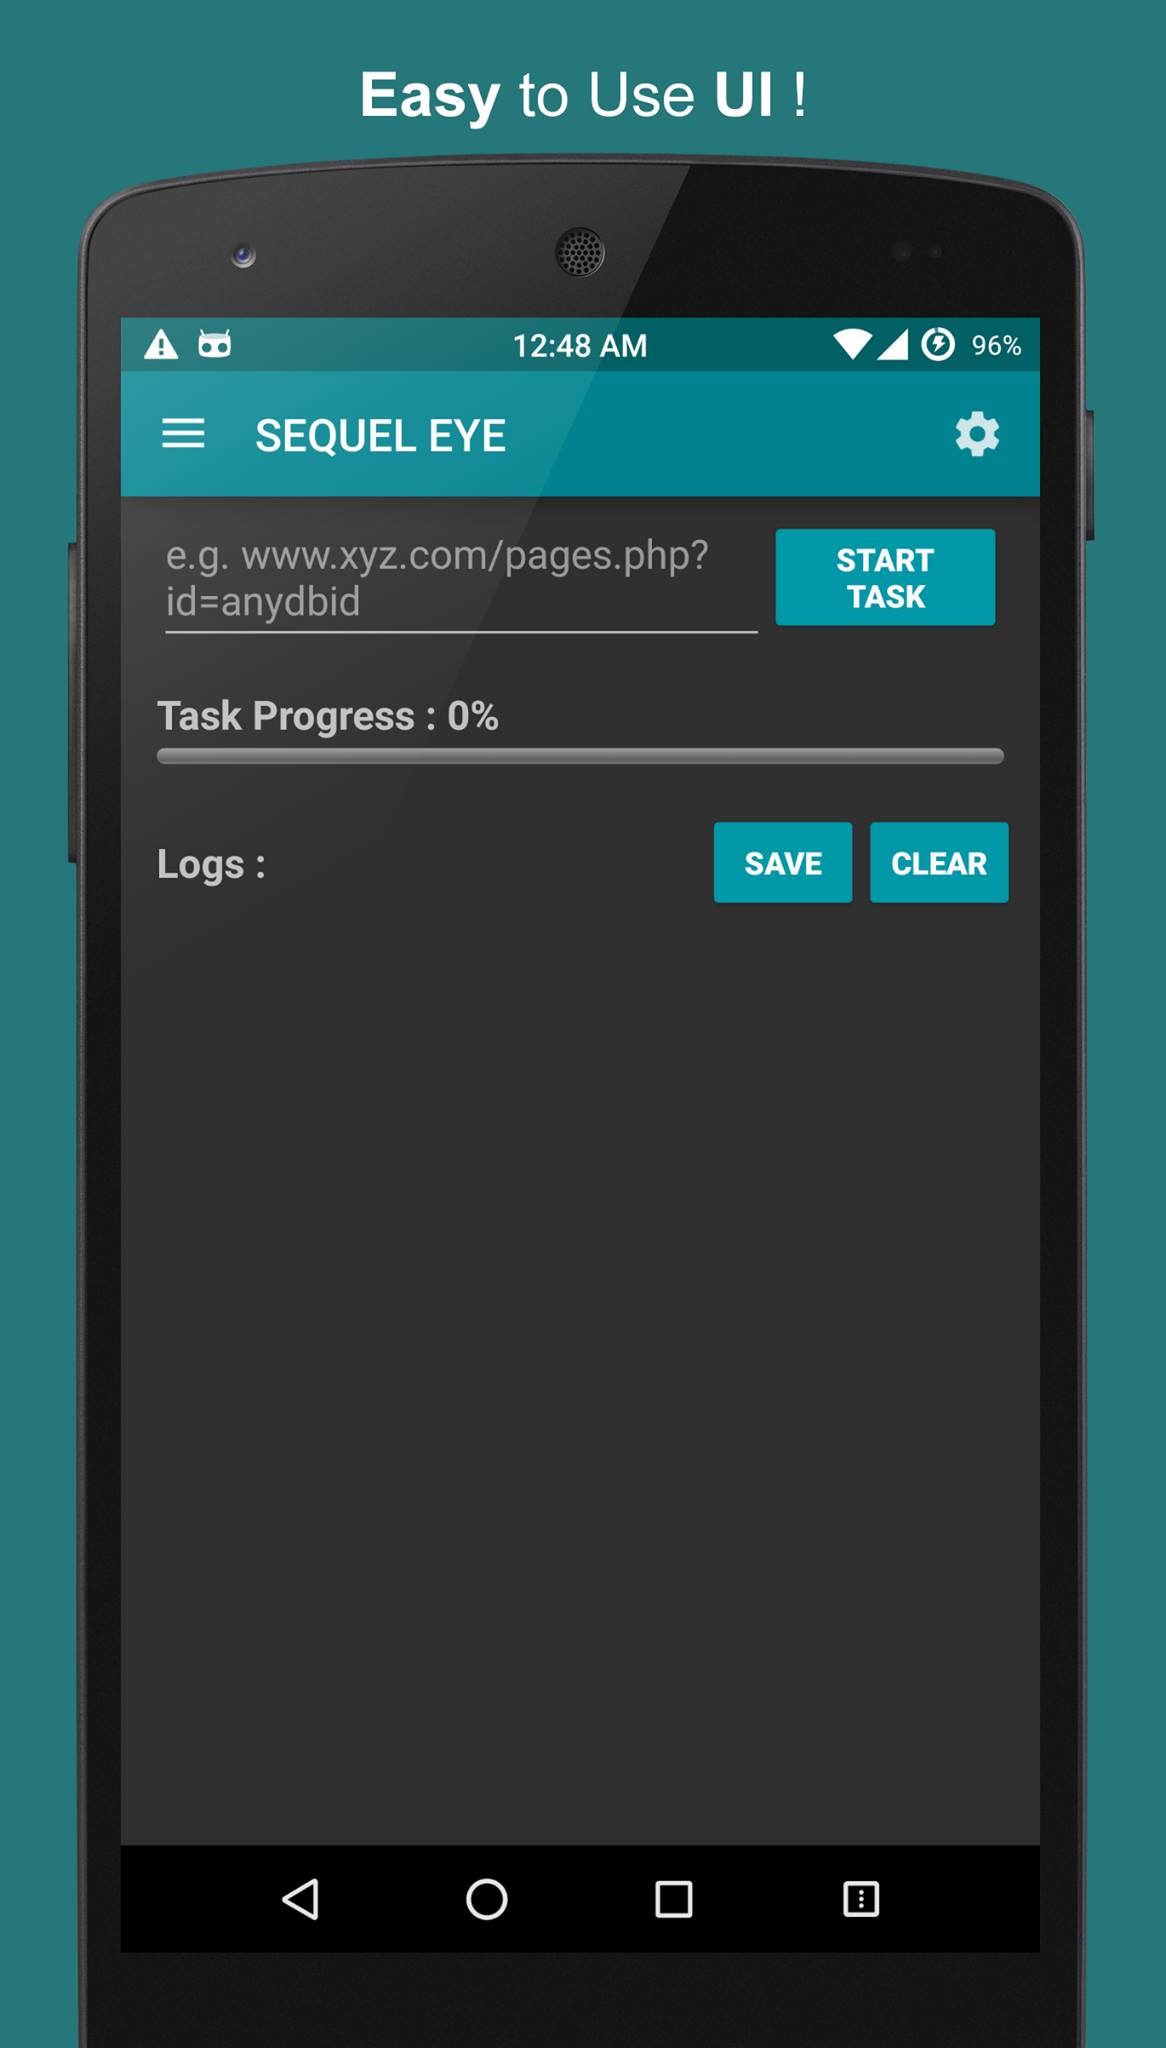 Easy to Use UI !
12:48 AM 96%
SEQUEL EYE
e.g. www.xyz.com/pages.php?
id=anydbid
START
TASK
Task Progress : 0%
Logs :
SAVE
CLEAR